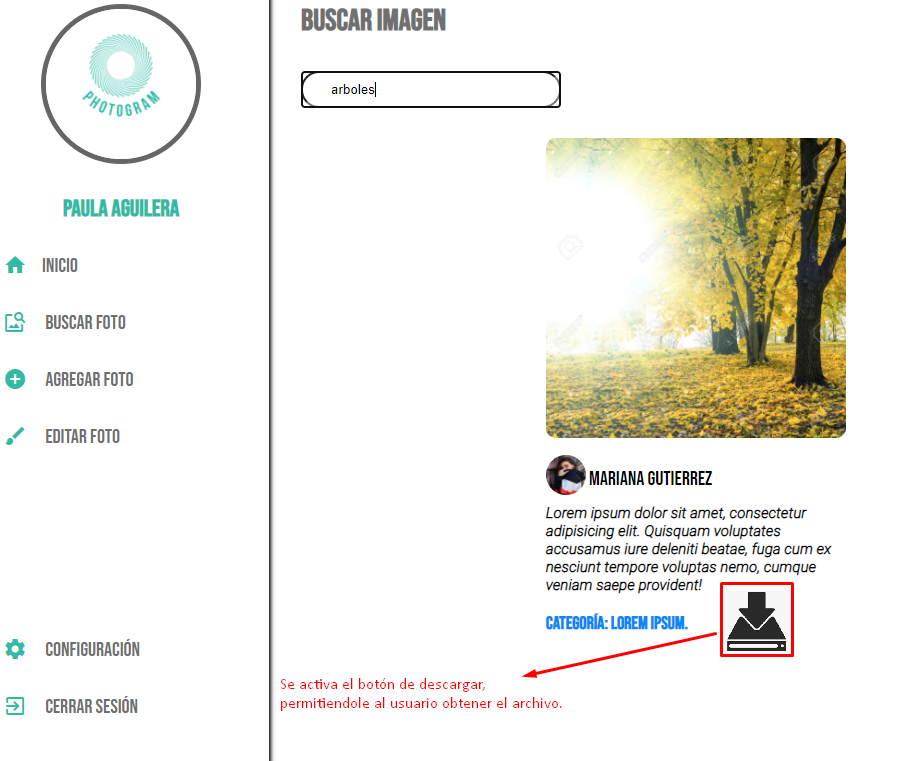 PHOTOGRAM
PAULA AGUILERA
INICIO
BUSCAR FOTO
AGREGAR FOTO
EDITAR FOTO
CONFIGURACIÓN
CERRAR SESIÓN
BUSCAR IMAGEN
arboles
MARIANA GUTIERREZ
Lorem ipsum dolor sit amet, consectetur
adipisicing elit. Quisquam voluptates
accusamus iure deleniti beatae, fuga cum ex
nesciunt tempore voluptas nemo, cumque
veniam saepe provident!
CATEGORÍA: LOREM IPSUM.
Se activa el botón de descargar,
permitiendole al usuario obtener el archivo.